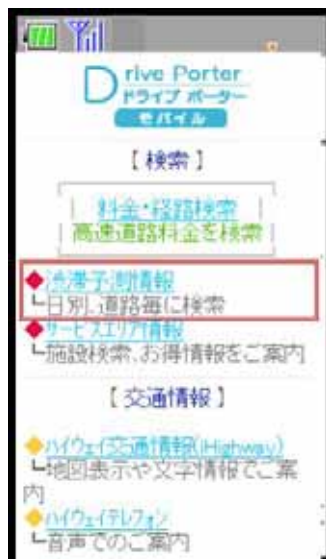 Drive Porter
ドライブ ポーター
モバイル
【検索】
料金・経路検索
高速道路料金を検索
◆渋滞予測情報
┗日別、道路毎に検索
◆サービスエリア情報
┗施設検索、お得情報をご案内
【交通情報】
◆ハイウェイ交通情報(iHighway)
┗地図表示や文字情報でご案
内
◆ハイウェイテレフォン
┗音声でのご案内